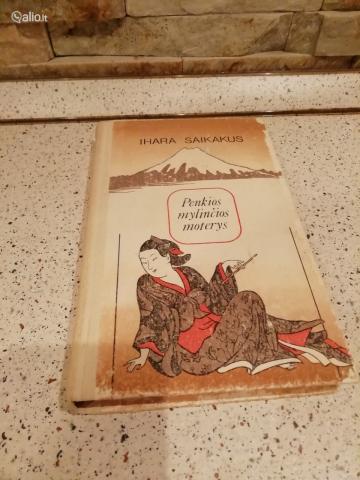 alio.lt
IHARA SAIKAKUS
Penkios
mylinčios
moterys